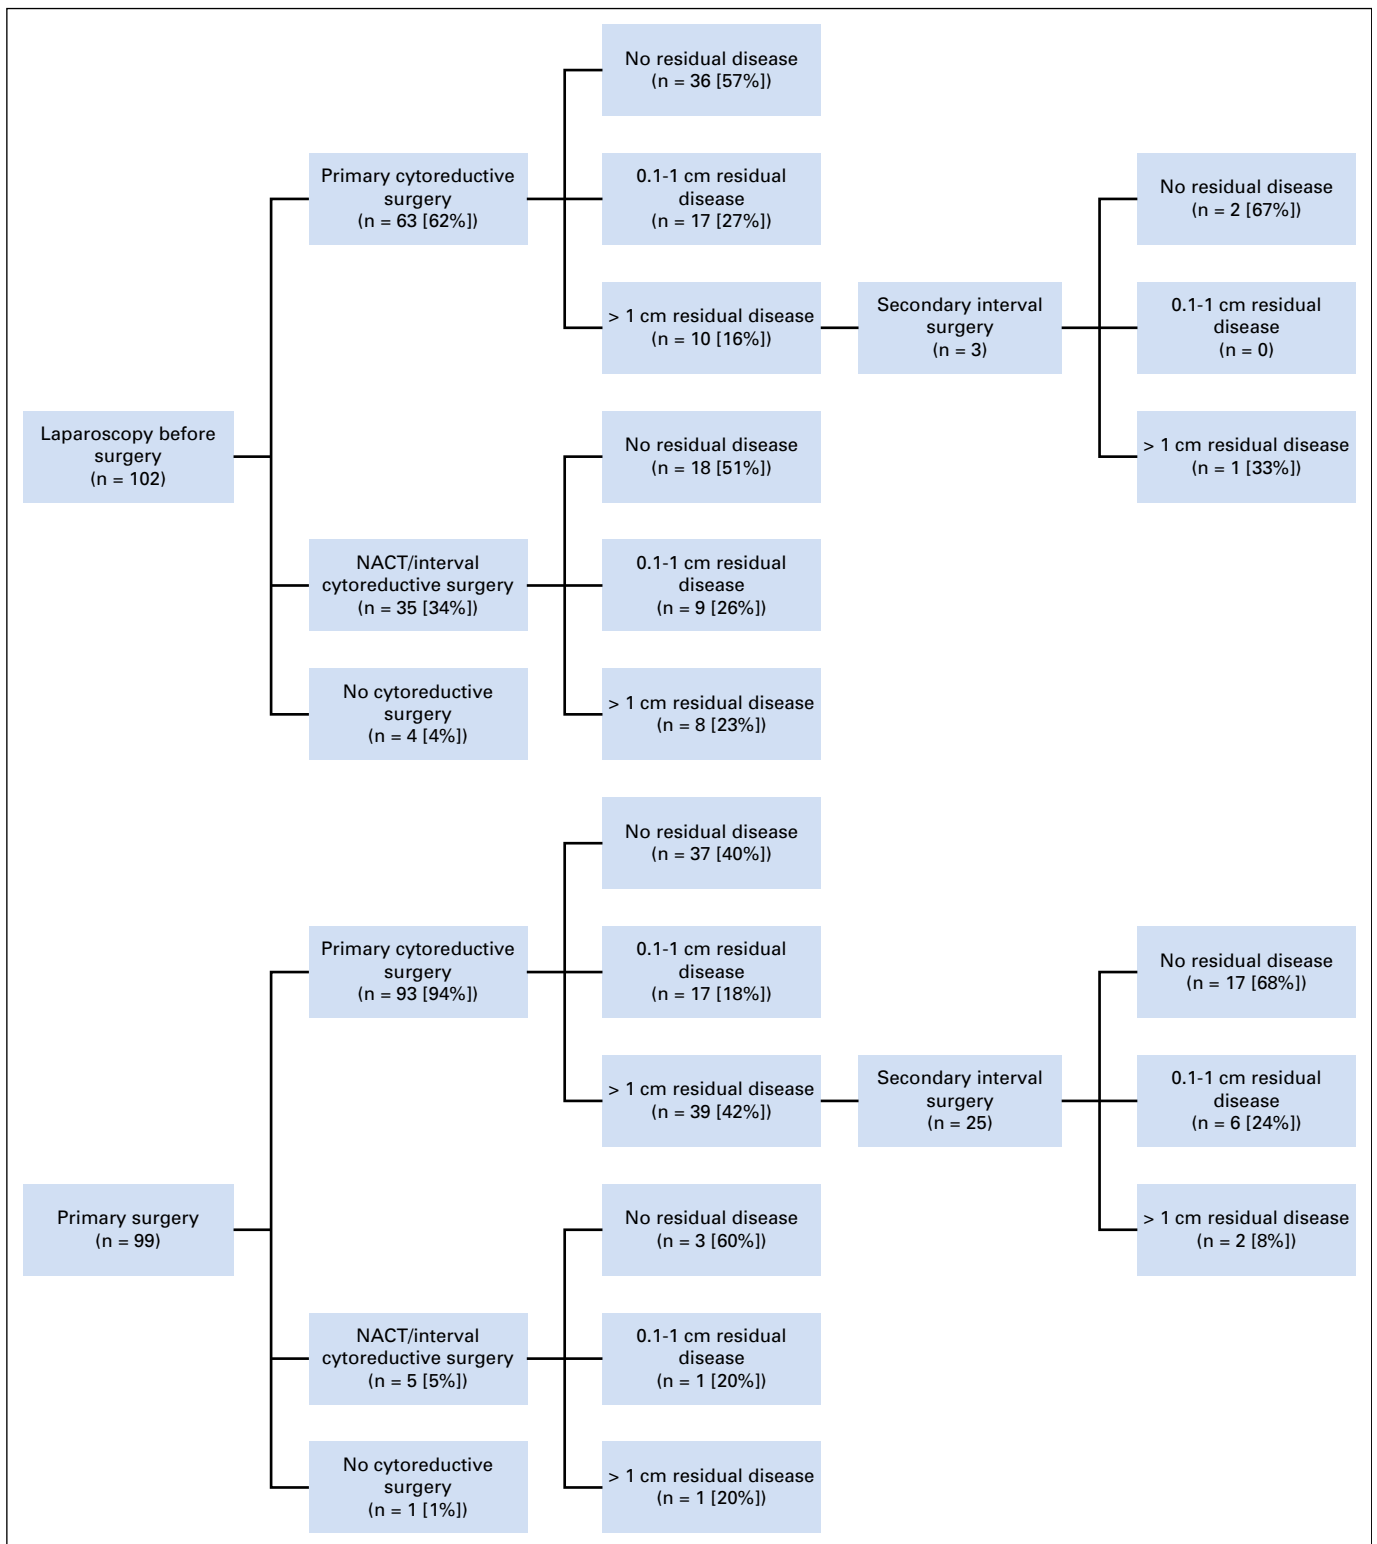 Laparoscopy before
surgery
(n = 102)
Primary cytoreductive
surgery
(n = 63 [62%])
No residual disease
(n = 36 [57%])
0.1-1 cm residual
disease
(n = 17 [27%])
> 1 cm residual disease
(n = 10 [16%])
Secondary interval
surgery
(n = 3)
No residual disease
(n = 2 [67%])
0.1-1 cm residual
disease
(n = 0)
> 1 cm residual disease
(n = 1 [33%])
NACT/interval
cytoreductive surgery
(n = 35 [34%])
No residual disease
(n = 18 [51%])
0.1-1 cm residual
disease
(n = 9 [26%])
> 1 cm residual disease
(n = 8 [23%])
No cytoreductive
surgery
(n = 4 [4%])
Primary surgery
(n = 99)
Primary cytoreductive
surgery
(n = 93 [94%])
No residual disease
(n = 37 [40%])
0.1-1 cm residual
disease
(n = 17 [18%])
> 1 cm residual disease
(n = 39 [42%])
Secondary interval
surgery
(n = 25)
No residual disease
(n = 17 [68%])
0.1-1 cm residual
disease
(n = 6 [24%])
> 1 cm residual disease
(n = 2 [8%])
NACT/interval
cytoreductive surgery
(n = 5 [5%])
No residual disease
(n = 3 [60%])
0.1-1 cm residual
disease
(n = 1 [20%])
> 1 cm residual disease
(n = 1 [20%])
No cytoreductive
surgery
(n = 1 [1%])